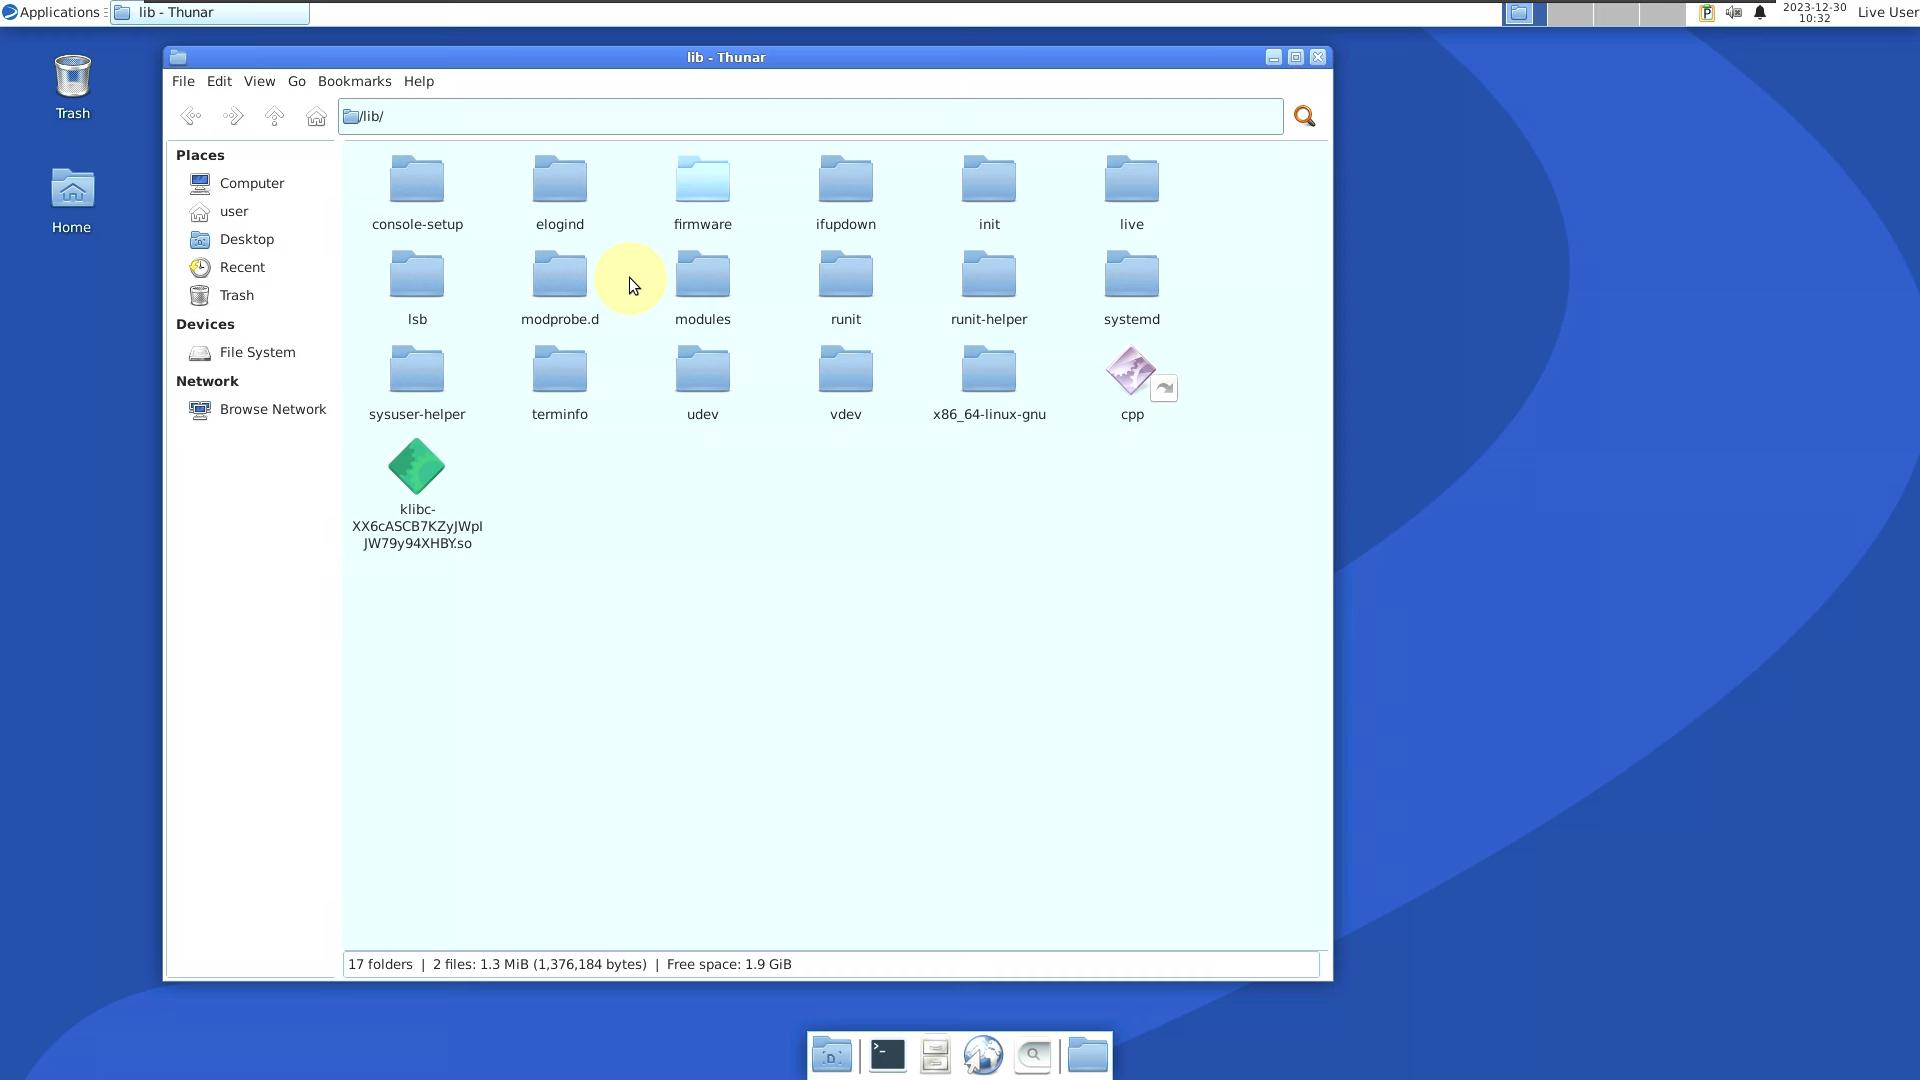 Applications
lib - Thunar
2023-12-30
10:32
Live User
Trash
Home
lib - Thunar
File Edit View Go Bookmarks Help
/lib/
Places
Computer
user
Desktop
Recent
Trash
Devices
File System
Network
Browse Network
console-setup elogind firmware ifupdown init live
lsb modprobe.d modules runit runit-helper systemd
sysuser-helper terminfo udev vdev x86_64-linux-gnu cpp
klibc-
XX6cASCB7KZyJWpI
JW79y94XHBY.so
17 folders | 2 files: 1.3 MiB (1,376,184 bytes) | Free space: 1.9 GiB